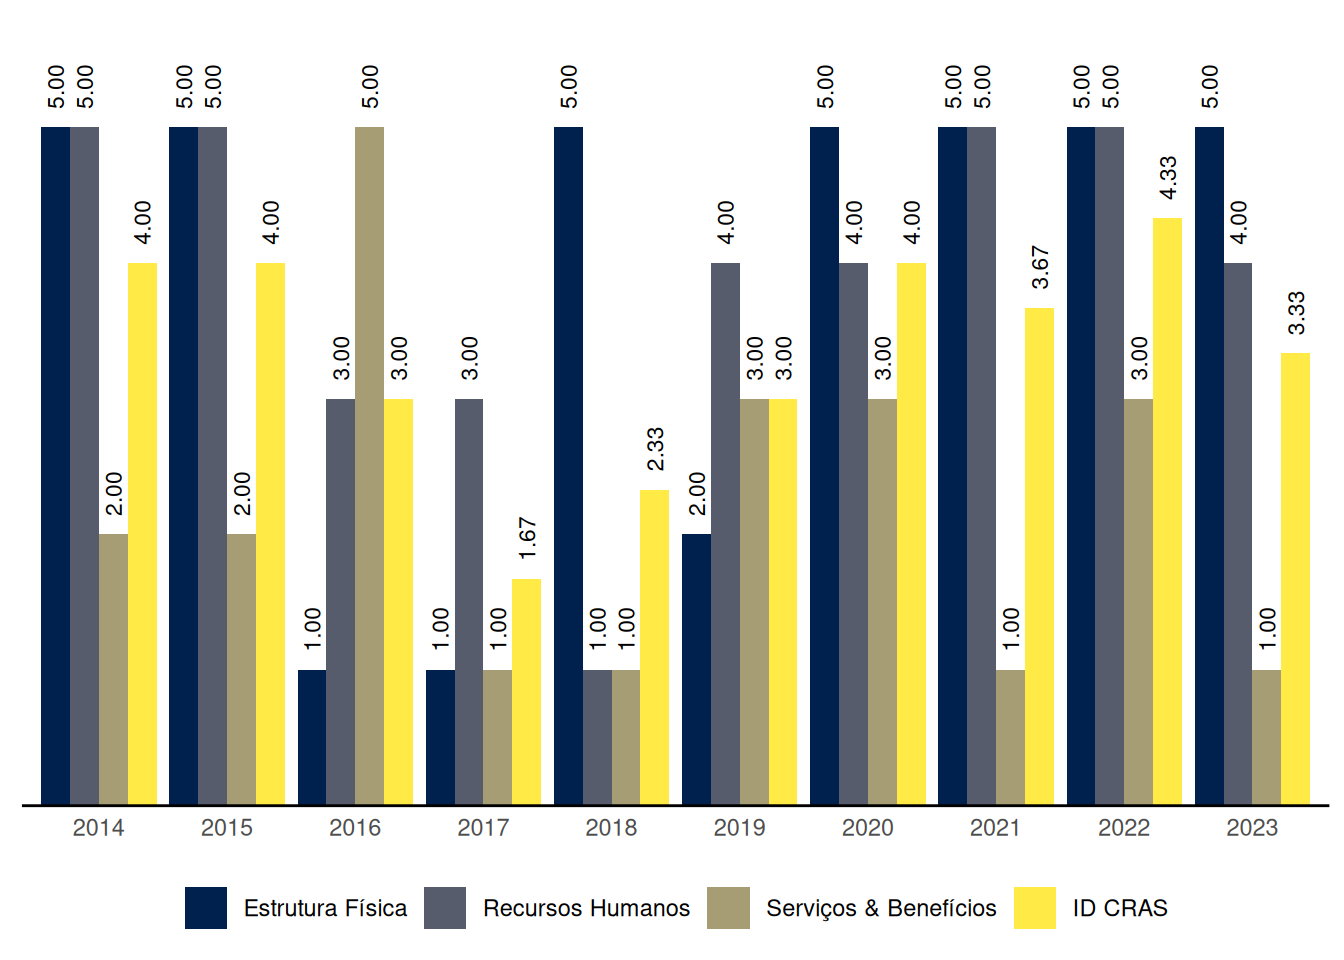 5.00 5.00 2.00 4.00
5.00 5.00 2.00 4.00
1.00 3.00 5.00 3.00
1.00 3.00 1.00 1.67
5.00 1.00 1.00 2.33
2.00 4.00 3.00 3.00
5.00 4.00 3.00 4.00
5.00 5.00 1.00 3.67
5.00 5.00 3.00 4.33
5.00 4.00 1.00 3.33
2014 2015 2016 2017 2018 2019 2020 2021 2022 2023
Estrutura Física Recursos Humanos Serviços & Benefícios ID CRAS